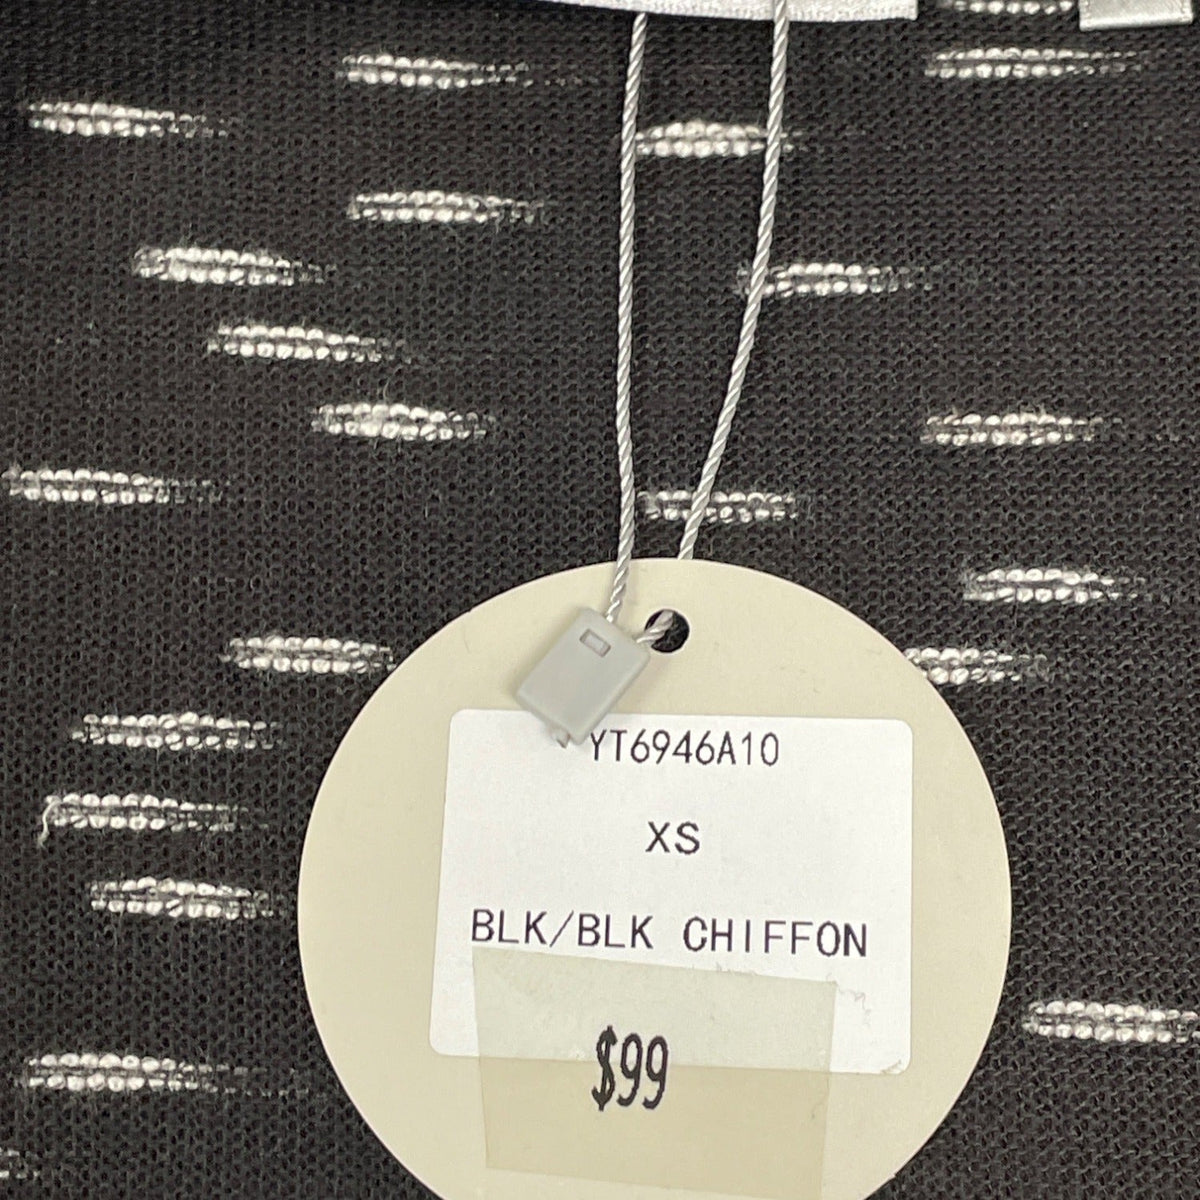 YT6946A10
XS
BLK/BLK CHIFFON
$99